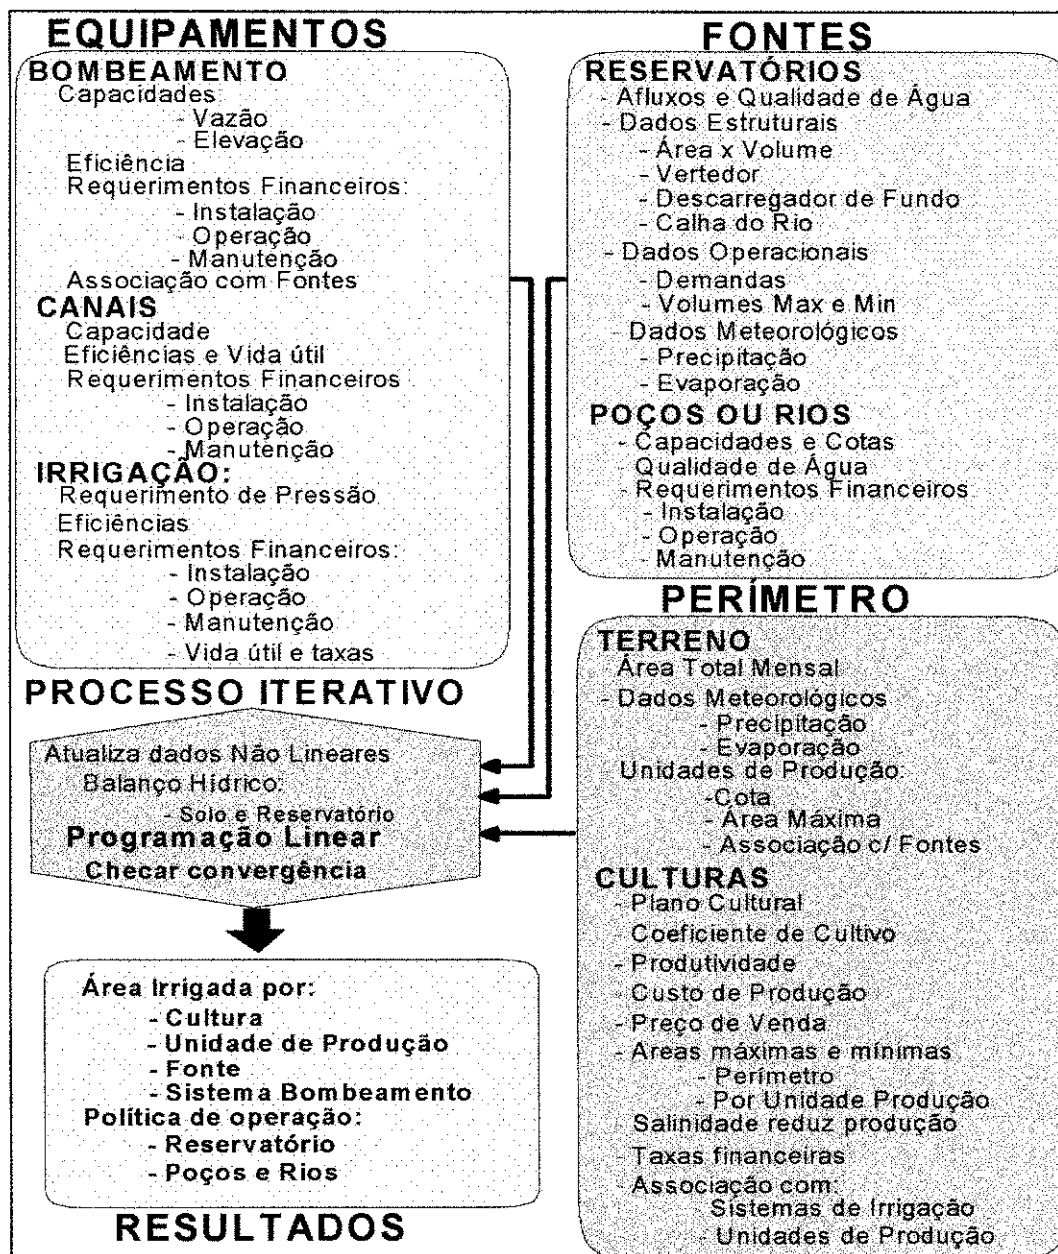 EQUIPAMENTOS
BOMBEAMENTO
Capacidades
- Vazão
- Elevação
Eficiência
Requerimentos Financeiros:
- Instalação
- Operação
- Manutenção
Associação com Fontes
CANAIS
Capacidade
Eficiências e Vida útil
Requerimentos Financeiros
- Instalação
- Operação
- Manutenção
IRRIGAÇÃO:
Requerimento de Pressão
Eficiências
Requerimentos Financeiros:
- Instalação
- Operação
- Manutenção
- Vida útil e taxas
FONTES
RESERVATÓRIOS
- Afluxos e Qualidade de Água
- Dados Estruturais
- Área x Volume
- Vertedor
- Descarregador de Fundo
- Calha do Rio
- Dados Operacionais
- Demandas
- Volumes Max e Min
- Dados Meteorológicos
- Precipitação
- Evaporação
POÇOS OU RIOS
- Capacidades e Cotas
- Qualidade de Água
- Requerimentos Financeiros
- Instalação
- Operação
- Manutenção
PERÍMETRO
TERRENO
Área Total Mensal
- Dados Meteorológicos
- Precipitação
- Evaporação
Unidades de Produção:
-Cota
- Área Máxima
- Associação c/ Fontes
CULTURAS
- Plano Cultural
- Coeficiente de Cultivo
- Produtividade
- Custo de Produção
- Preço de Venda
- Areas máximas e mínimas
- Perímetro
- Por Unidade Produção
- Salinidade reduz produção
- Taxas financeiras
- Associação com:
- Sistemas de Irrigação
- Unidades de Produção
PROCESSO ITERATIVO
Atualiza dados Não Lineares
Balanço Hídrico:
- Solo e Reservatório
Programação Linear
Checar convergência
Área Irrigada por:
- Cultura
- Unidade de Produção
- Fonte
- Sistema Bombeamento
Política de operação:
- Reservatório
- Poços e Rios
RESULTADOS